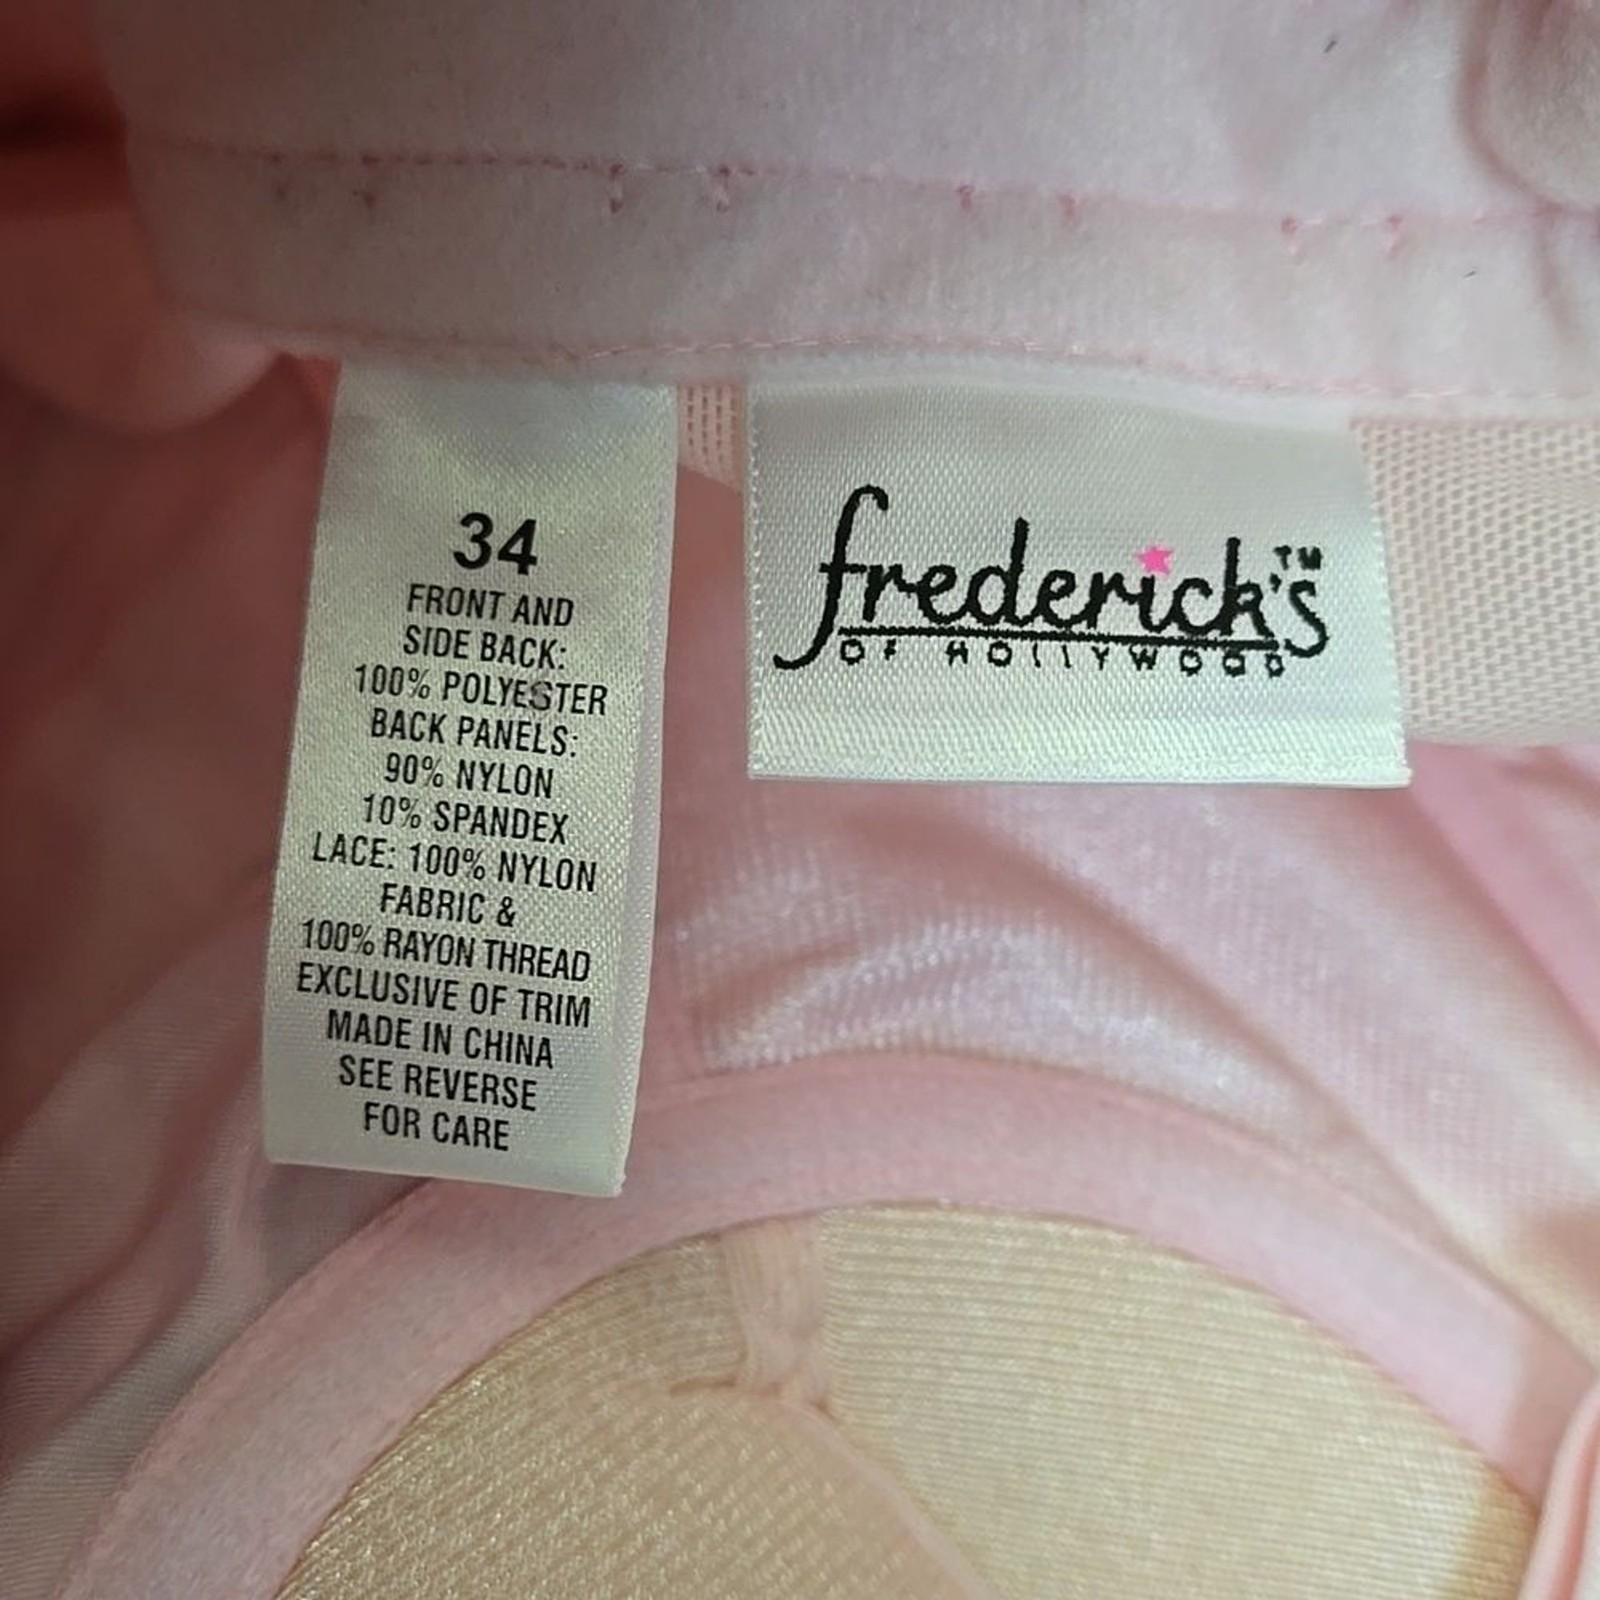 34
FRONT AND
SIDE BACK:
100% POLYESTER
BACK PANELS:
90% NYLON
10% SPANDEX
LACE: 100% NYLON
FABRIC &
100% RAYON THREAD
EXCLUSIVE OF TRIM
MADE IN CHINA
SEE REVERSE
FOR CARE
frederick's™
OF HOLLYWOOD